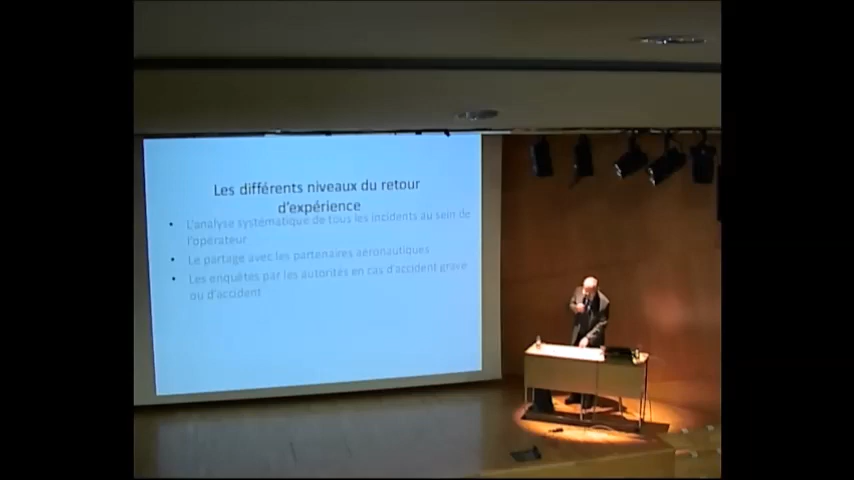 Les différents niveaux du retour
d'expérience
• L'analyse systématique de tous les incidents au sein de
l'opérateur
• Le partage avec les partenaires aéronautiques
• Les enquêtes par les autorités en cas d'accident grave
ou d'accident